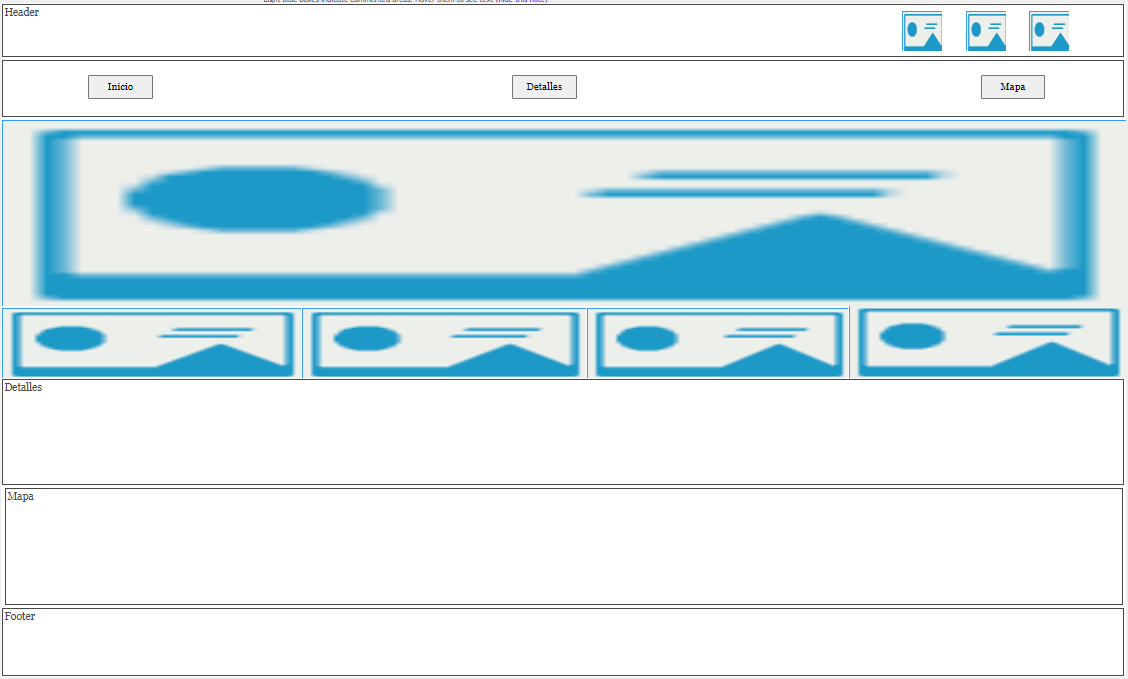 Light blue boxes indicate commented areas. Hover them to see text (hide this note)
Header
Inicio
Detalles
Mapa
Detalles
Mapa
Footer